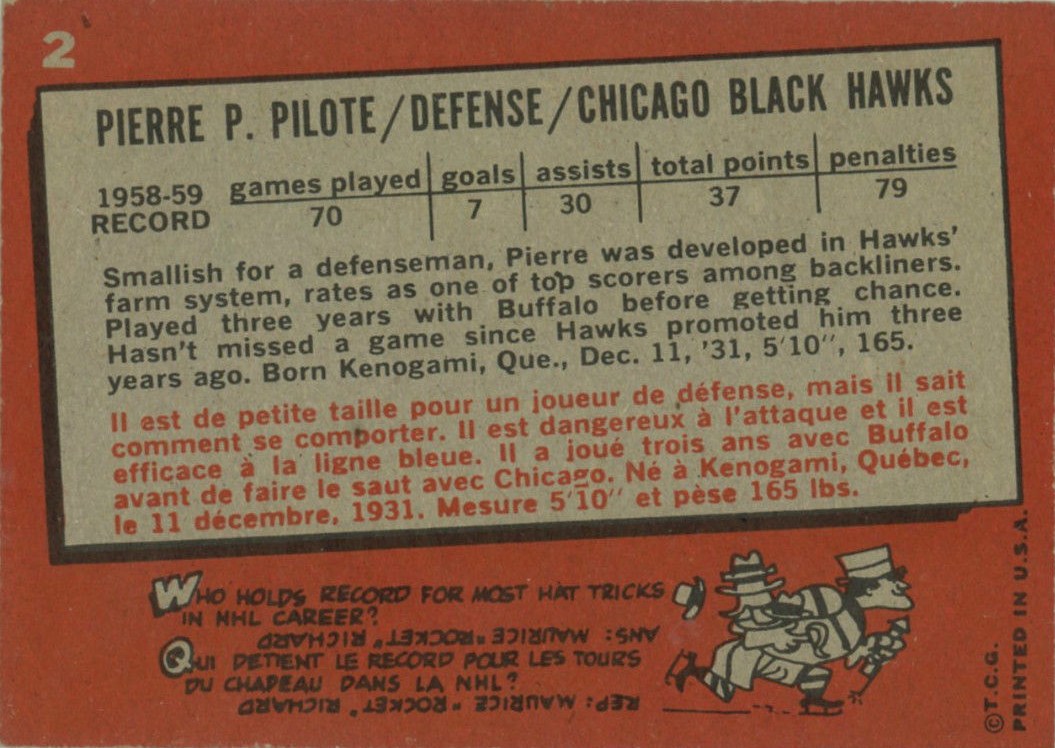 2
PIERRE P. PILOTE/DEFENSE/CHICAGO BLACK HAWKS
1958-59 RECORD games played goals assists total points penalties
70 7 30 37 79
Smallish for a defenseman, Pierre was developed in Hawks'
farm system, rates as one of top scorers among backliners.
Played three years with Buffalo before getting chance.
Hasn't missed a game since Hawks promoted him three
years ago. Born Kenogami, Que., Dec. 11, '31, 5'10", 165.
Il est de petite taille pour un joueur de défense, mais il sait
comment se comporter. Il est dangereux à l'attaque et il est
efficace à la ligne bleue. Il a joué trois ans avec Buffalo
avant de faire le saut avec Chicago. Né à Kenogami, Québec,
le 11 décembre, 1931. Mesure 5'10" et pèse 165 lbs.
WHO HOLDS RECORD FOR MOST HAT TRICKS
IN NHL CAREER?
ANS: MAURICE "ROCKET" RICHARD
QUI DETIENT LE RECORD POUR LES TOURS
DU CHAPEAU DANS LA NHL?
REP: MAURICE "ROCKET" RICHARD
© T.C.G.
PRINTED IN U.S.A.